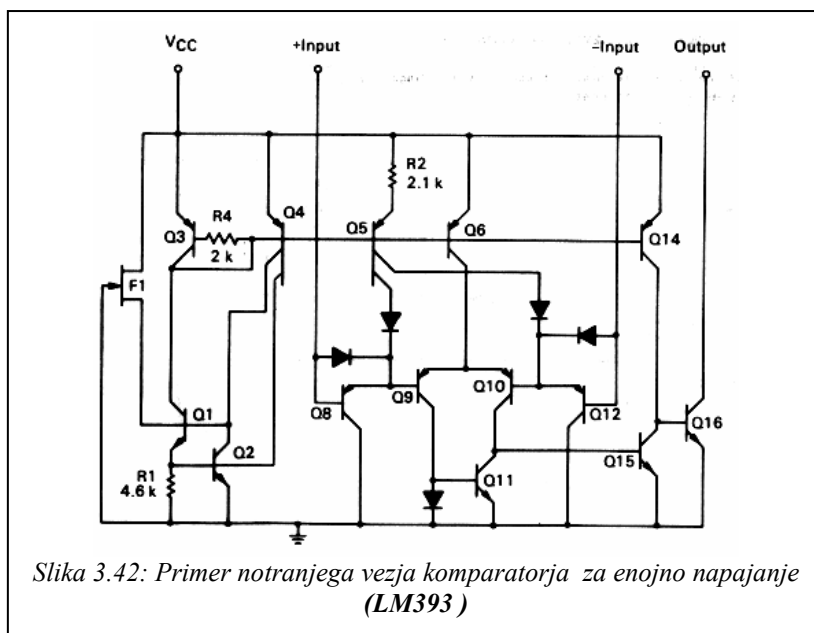 VCC +Input –Input Output
R2
2.1 k
Q4
R4
Q3
Q5
Q6
Q14
2 k
F1
Q8
Q9
Q10
Q12
Q1
Q16
Q2
Q15
R1
4.6 k
Q11
Slika 3.42: Primer notranjega vezja komparatorja za enojno napajanje
(LM393 )